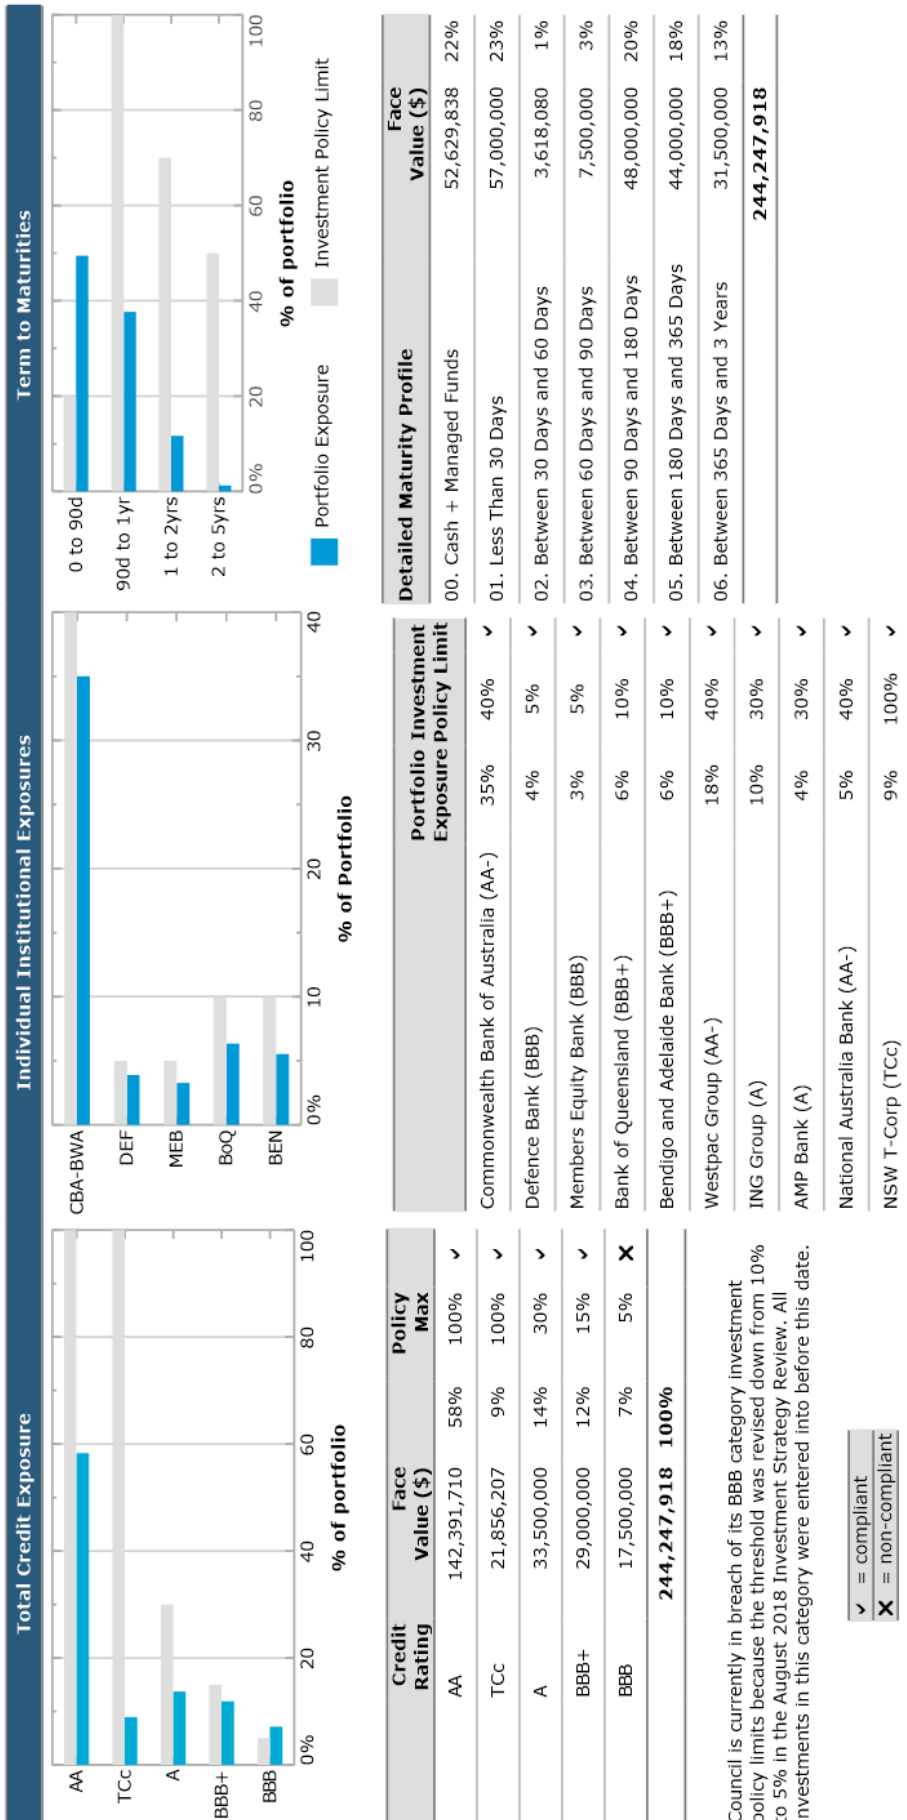 Total Credit Exposure
AA
TCc
A
BBB+
BBB
0%
20
40
60
80
100
% of portfolio
Credit Rating Face Value ($) Policy Max
AA 142,391,710 58% 100% ✔
TCc 21,856,207 9% 100% ✔
A 33,500,000 14% 30% ✔
BBB+ 29,000,000 12% 15% ✔
BBB 17,500,000 7% 5% ✖
244,247,918 100%
Council is currently in breach of its BBB category investment
policy limits because the threshold was revised down from 10%
to 5% in the August 2018 Investment Strategy Review. All
investments in this category were entered into before this date.
✔ = compliant
✖ = non-compliant
Individual Institutional Exposures
CBA-BWA
DEF
MEB
BoQ
BEN
0%
10
20
30
40
% of Portfolio
Portfolio Investment
Exposure Policy Limit
Commonwealth Bank of Australia (AA-) 35% 40% ✔
Defence Bank (BBB) 4% 5% ✔
Members Equity Bank (BBB) 3% 5% ✔
Bank of Queensland (BBB+) 6% 10% ✔
Bendigo and Adelaide Bank (BBB+) 6% 10% ✔
Westpac Group (AA-) 18% 40% ✔
ING Group (A) 10% 30% ✔
AMP Bank (A) 4% 30% ✔
National Australia Bank (AA-) 5% 40% ✔
NSW T-Corp (TCc) 9% 100% ✔
Term to Maturities
0 to 90d
90d to 1yr
1 to 2yrs
2 to 5yrs
0%
20
40
60
80
100
% of portfolio
Portfolio Exposure Investment Policy Limit
Detailed Maturity Profile Face Value ($)
00. Cash + Managed Funds 52,629,838 22%
01. Less Than 30 Days 57,000,000 23%
02. Between 30 Days and 60 Days 3,618,080 1%
03. Between 60 Days and 90 Days 7,500,000 3%
04. Between 90 Days and 180 Days 48,000,000 20%
05. Between 180 Days and 365 Days 44,000,000 18%
06. Between 365 Days and 3 Years 31,500,000 13%
244,247,918